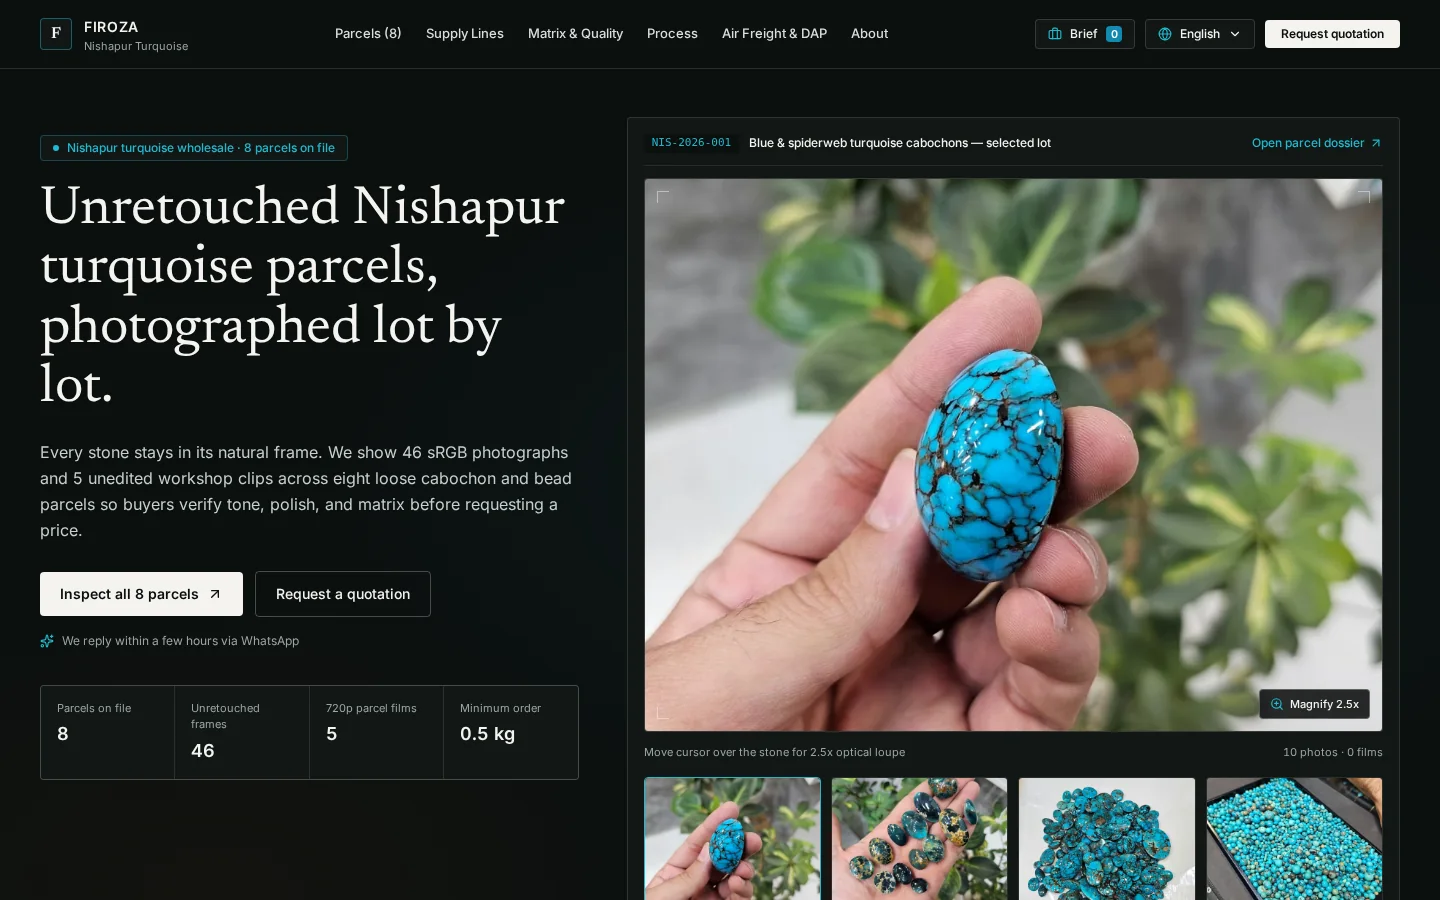 F
FIROZA
Nishapur Turquoise
Parcels (8)
Supply Lines
Matrix & Quality
Process
Air Freight & DAP
About
Brief 0
English
Request quotation
Nishapur turquoise wholesale · 8 parcels on file
Unretouched Nishapur
turquoise parcels,
photographed lot by
lot.
Every stone stays in its natural frame. We show 46 sRGB photographs
and 5 unedited workshop clips across eight loose cabochon and bead
parcels so buyers verify tone, polish, and matrix before requesting a
price.
Inspect all 8 parcels
Request a quotation
We reply within a few hours via WhatsApp
Parcels on file
8
Unretouched
frames
46
720p parcel films
5
Minimum order
0.5 kg
NIS-2026-001
Blue & spiderweb turquoise cabochons — selected lot
Open parcel dossier
Magnify 2.5x
Move cursor over the stone for 2.5x optical loupe
10 photos · 0 films